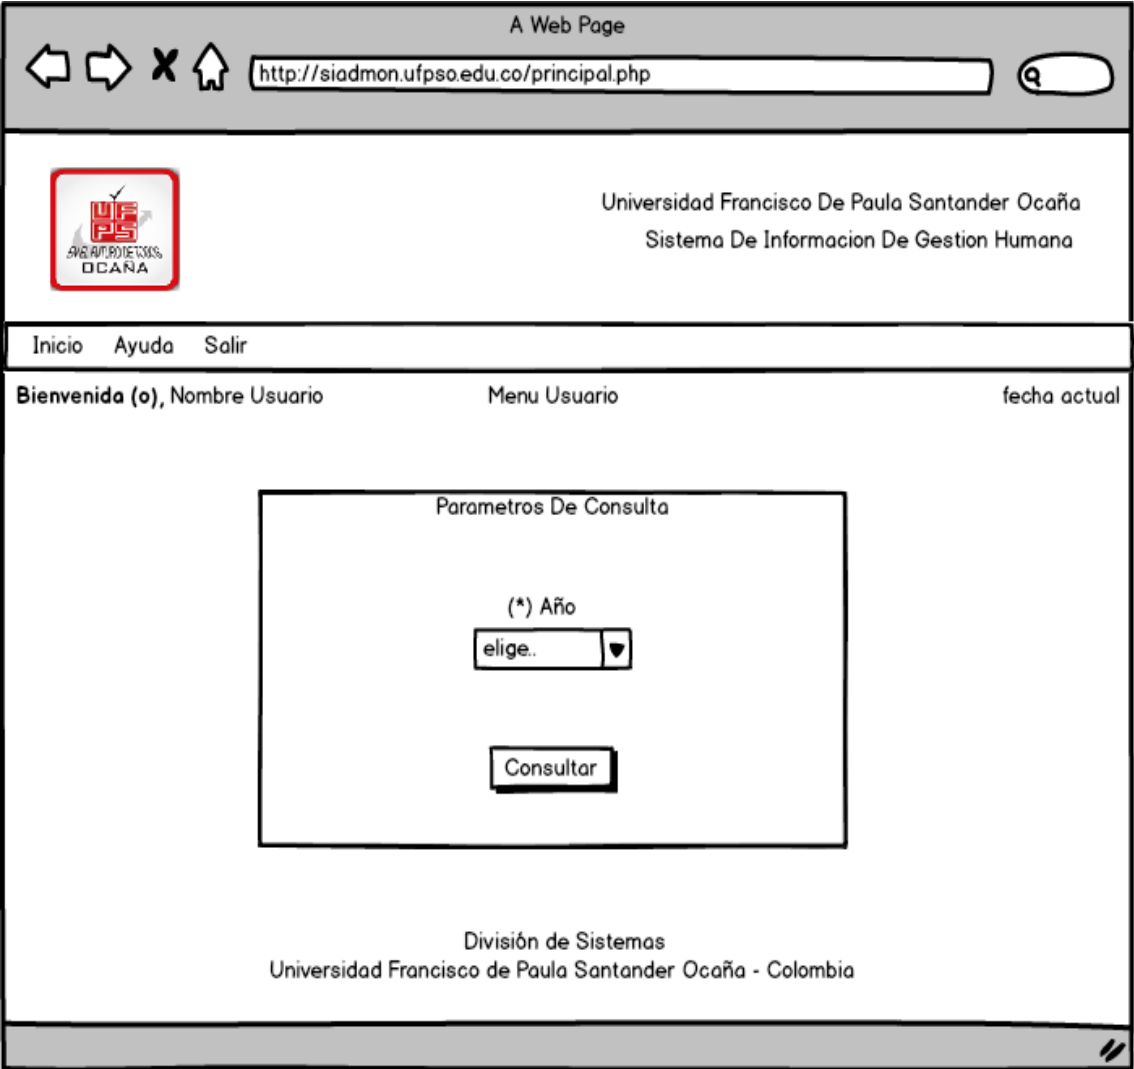 A Web Page
http://siadmon.ufpso.edu.co/principal.php
UF
PS
OCAÑA
Universidad Francisco De Paula Santander Ocaña
Sistema De Informacion De Gestion Humana
Inicio Ayuda Salir
Bienvenida (o), Nombre Usuario Menu Usuario fecha actual
Parametros De Consulta
(*) Año
elige..
Consultar
División de Sistemas
Universidad Francisco de Paula Santander Ocaña - Colombia